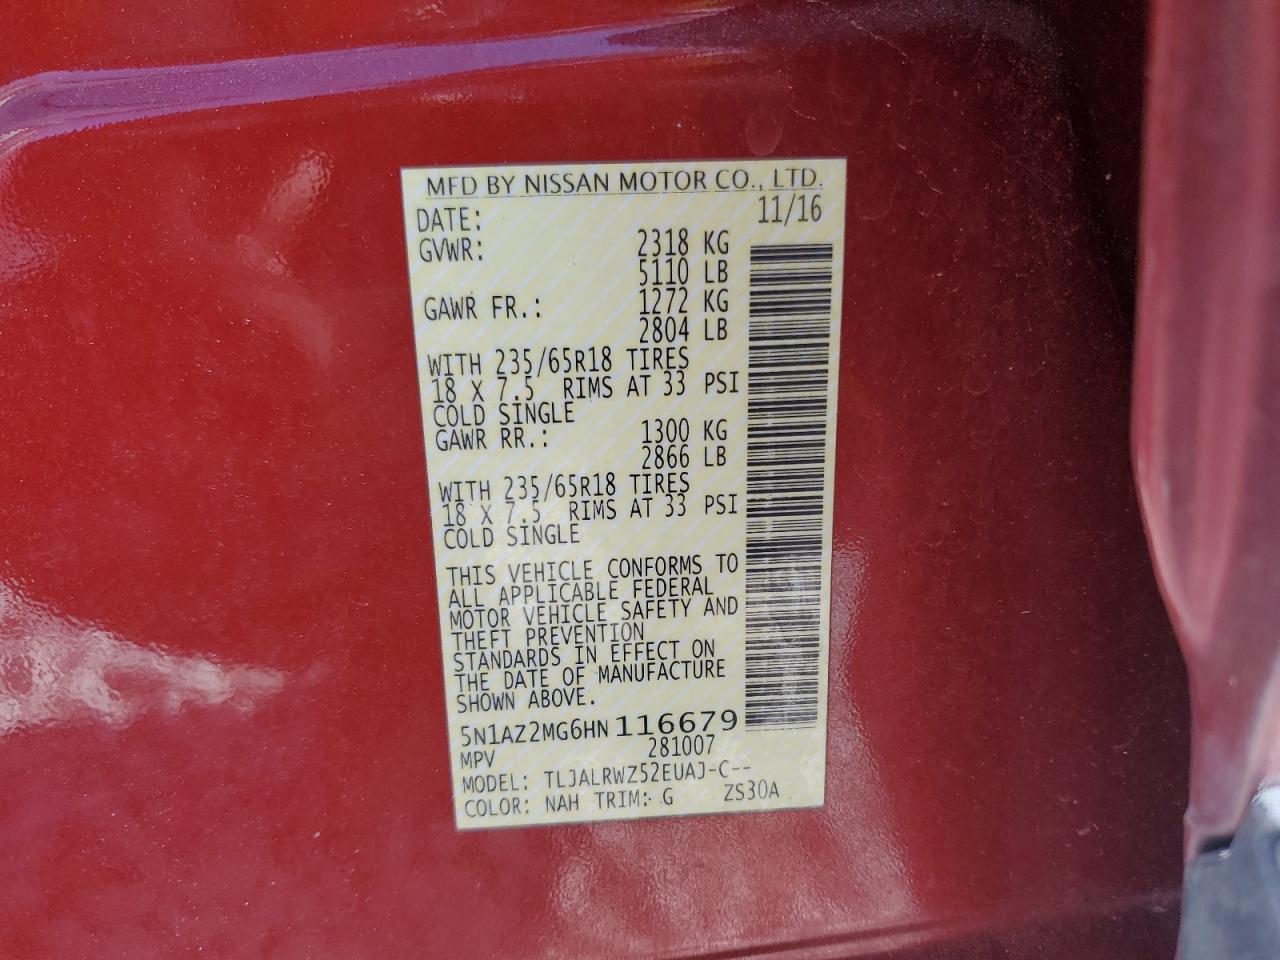 MFD BY NISSAN MOTOR CO., LTD.
DATE: 11/16
GVWR: 2318 KG
5110 LB
GAWR FR.: 1272 KG
2804 LB
WITH 235/65R18 TIRES
18 X 7.5 RIMS AT 33 PSI
COLD SINGLE
GAWR RR.: 1300 KG
2866 LB
WITH 235/65R18 TIRES
18 X 7.5 RIMS AT 33 PSI
COLD SINGLE
THIS VEHICLE CONFORMS TO
ALL APPLICABLE FEDERAL
MOTOR VEHICLE SAFETY AND
THEFT PREVENTION
STANDARDS IN EFFECT ON
THE DATE OF MANUFACTURE
SHOWN ABOVE.
5N1AZ2MG6HN116679
MPV 281007
MODEL: TLJALRWZ52EUAJ-C--
COLOR: NAH TRIM: G ZS30A